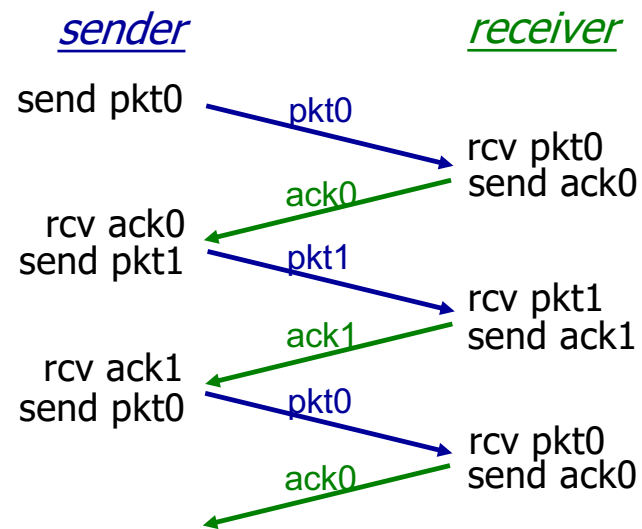 sender
receiver
send pkt0
pkt0
rcv pkt0
send ack0
ack0
rcv ack0
send pkt1
pkt1
rcv pkt1
send ack1
ack1
rcv ack1
send pkt0
pkt0
rcv pkt0
send ack0
ack0